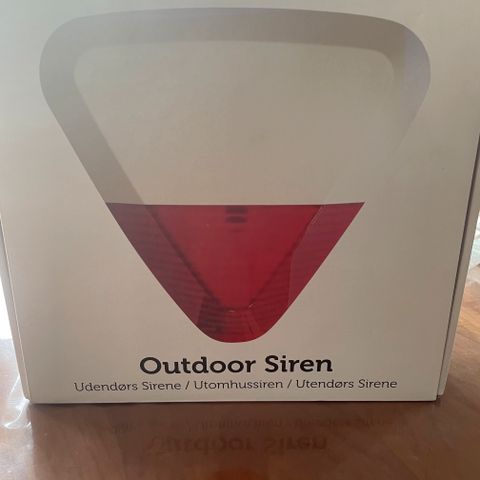 Outdoor Siren
Udendørs Sirene / Utomhussiren / Utendørs Sirene